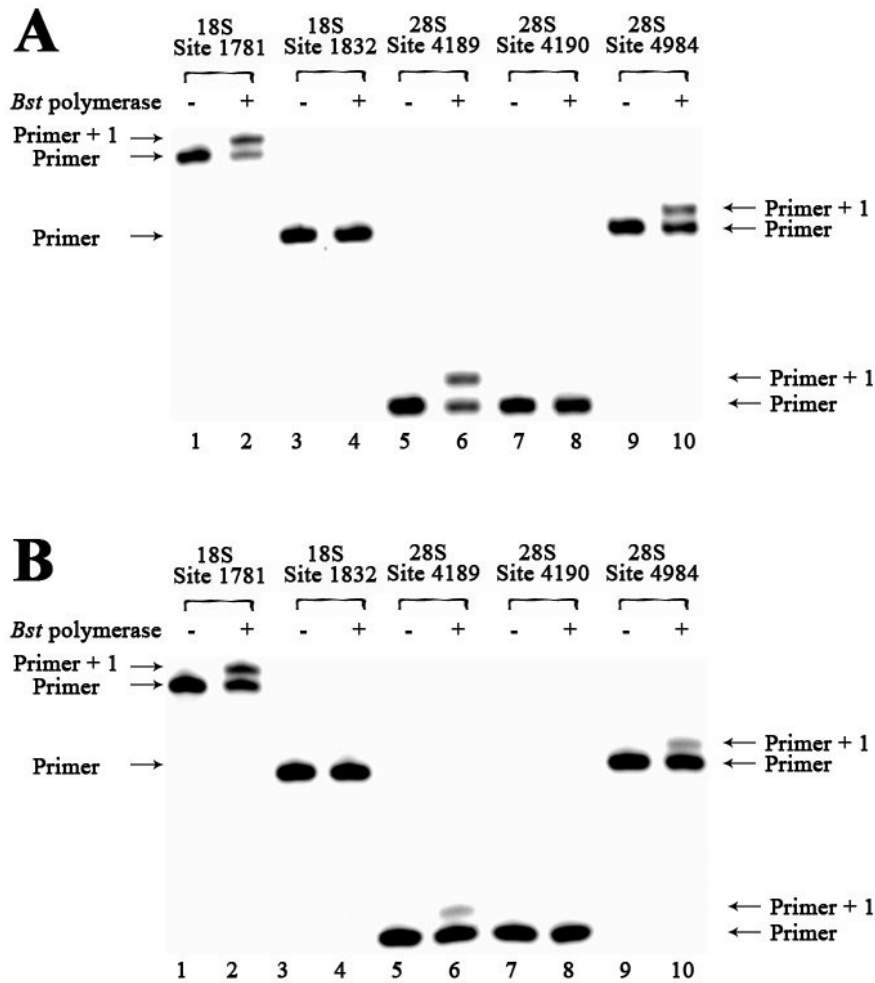 A
18S 18S 28S 28S 28S
Site 1781 Site 1832 Site 4189 Site 4190 Site 4984
Bst polymerase - + - + - + - + - +
Primer + 1
Primer
Primer + 1
Primer
Primer
Primer + 1
Primer
1 2 3 4 5 6 7 8 9 10
B
18S 18S 28S 28S 28S
Site 1781 Site 1832 Site 4189 Site 4190 Site 4984
Bst polymerase - + - + - + - + - +
Primer + 1
Primer
Primer + 1
Primer
Primer
Primer + 1
Primer
1 2 3 4 5 6 7 8 9 10